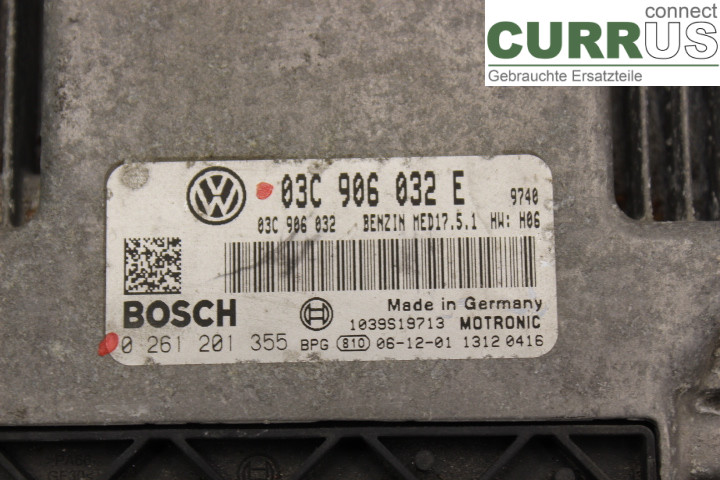 connect
CURRUS
Gebrauchte Ersatzteile
03C 906 032 E 9740
03C 906 032 BENZIN MED17.5.1 HW: H06
BOSCH
Made in Germany
1039S19713 MOTRONIC
0 261 201 355 BPG 810 06-12-01 1312 0416